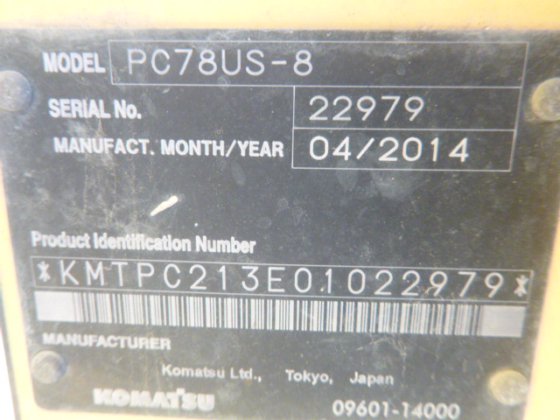 MODEL PC78US-8
SERIAL No. 22979
MANUFACT. MONTH/YEAR 04/2014
Product Identification Number
*KMTPC213E01022979*
MANUFACTURER
Komatsu Ltd., Tokyo, Japan
KOMATSU 09601-14000